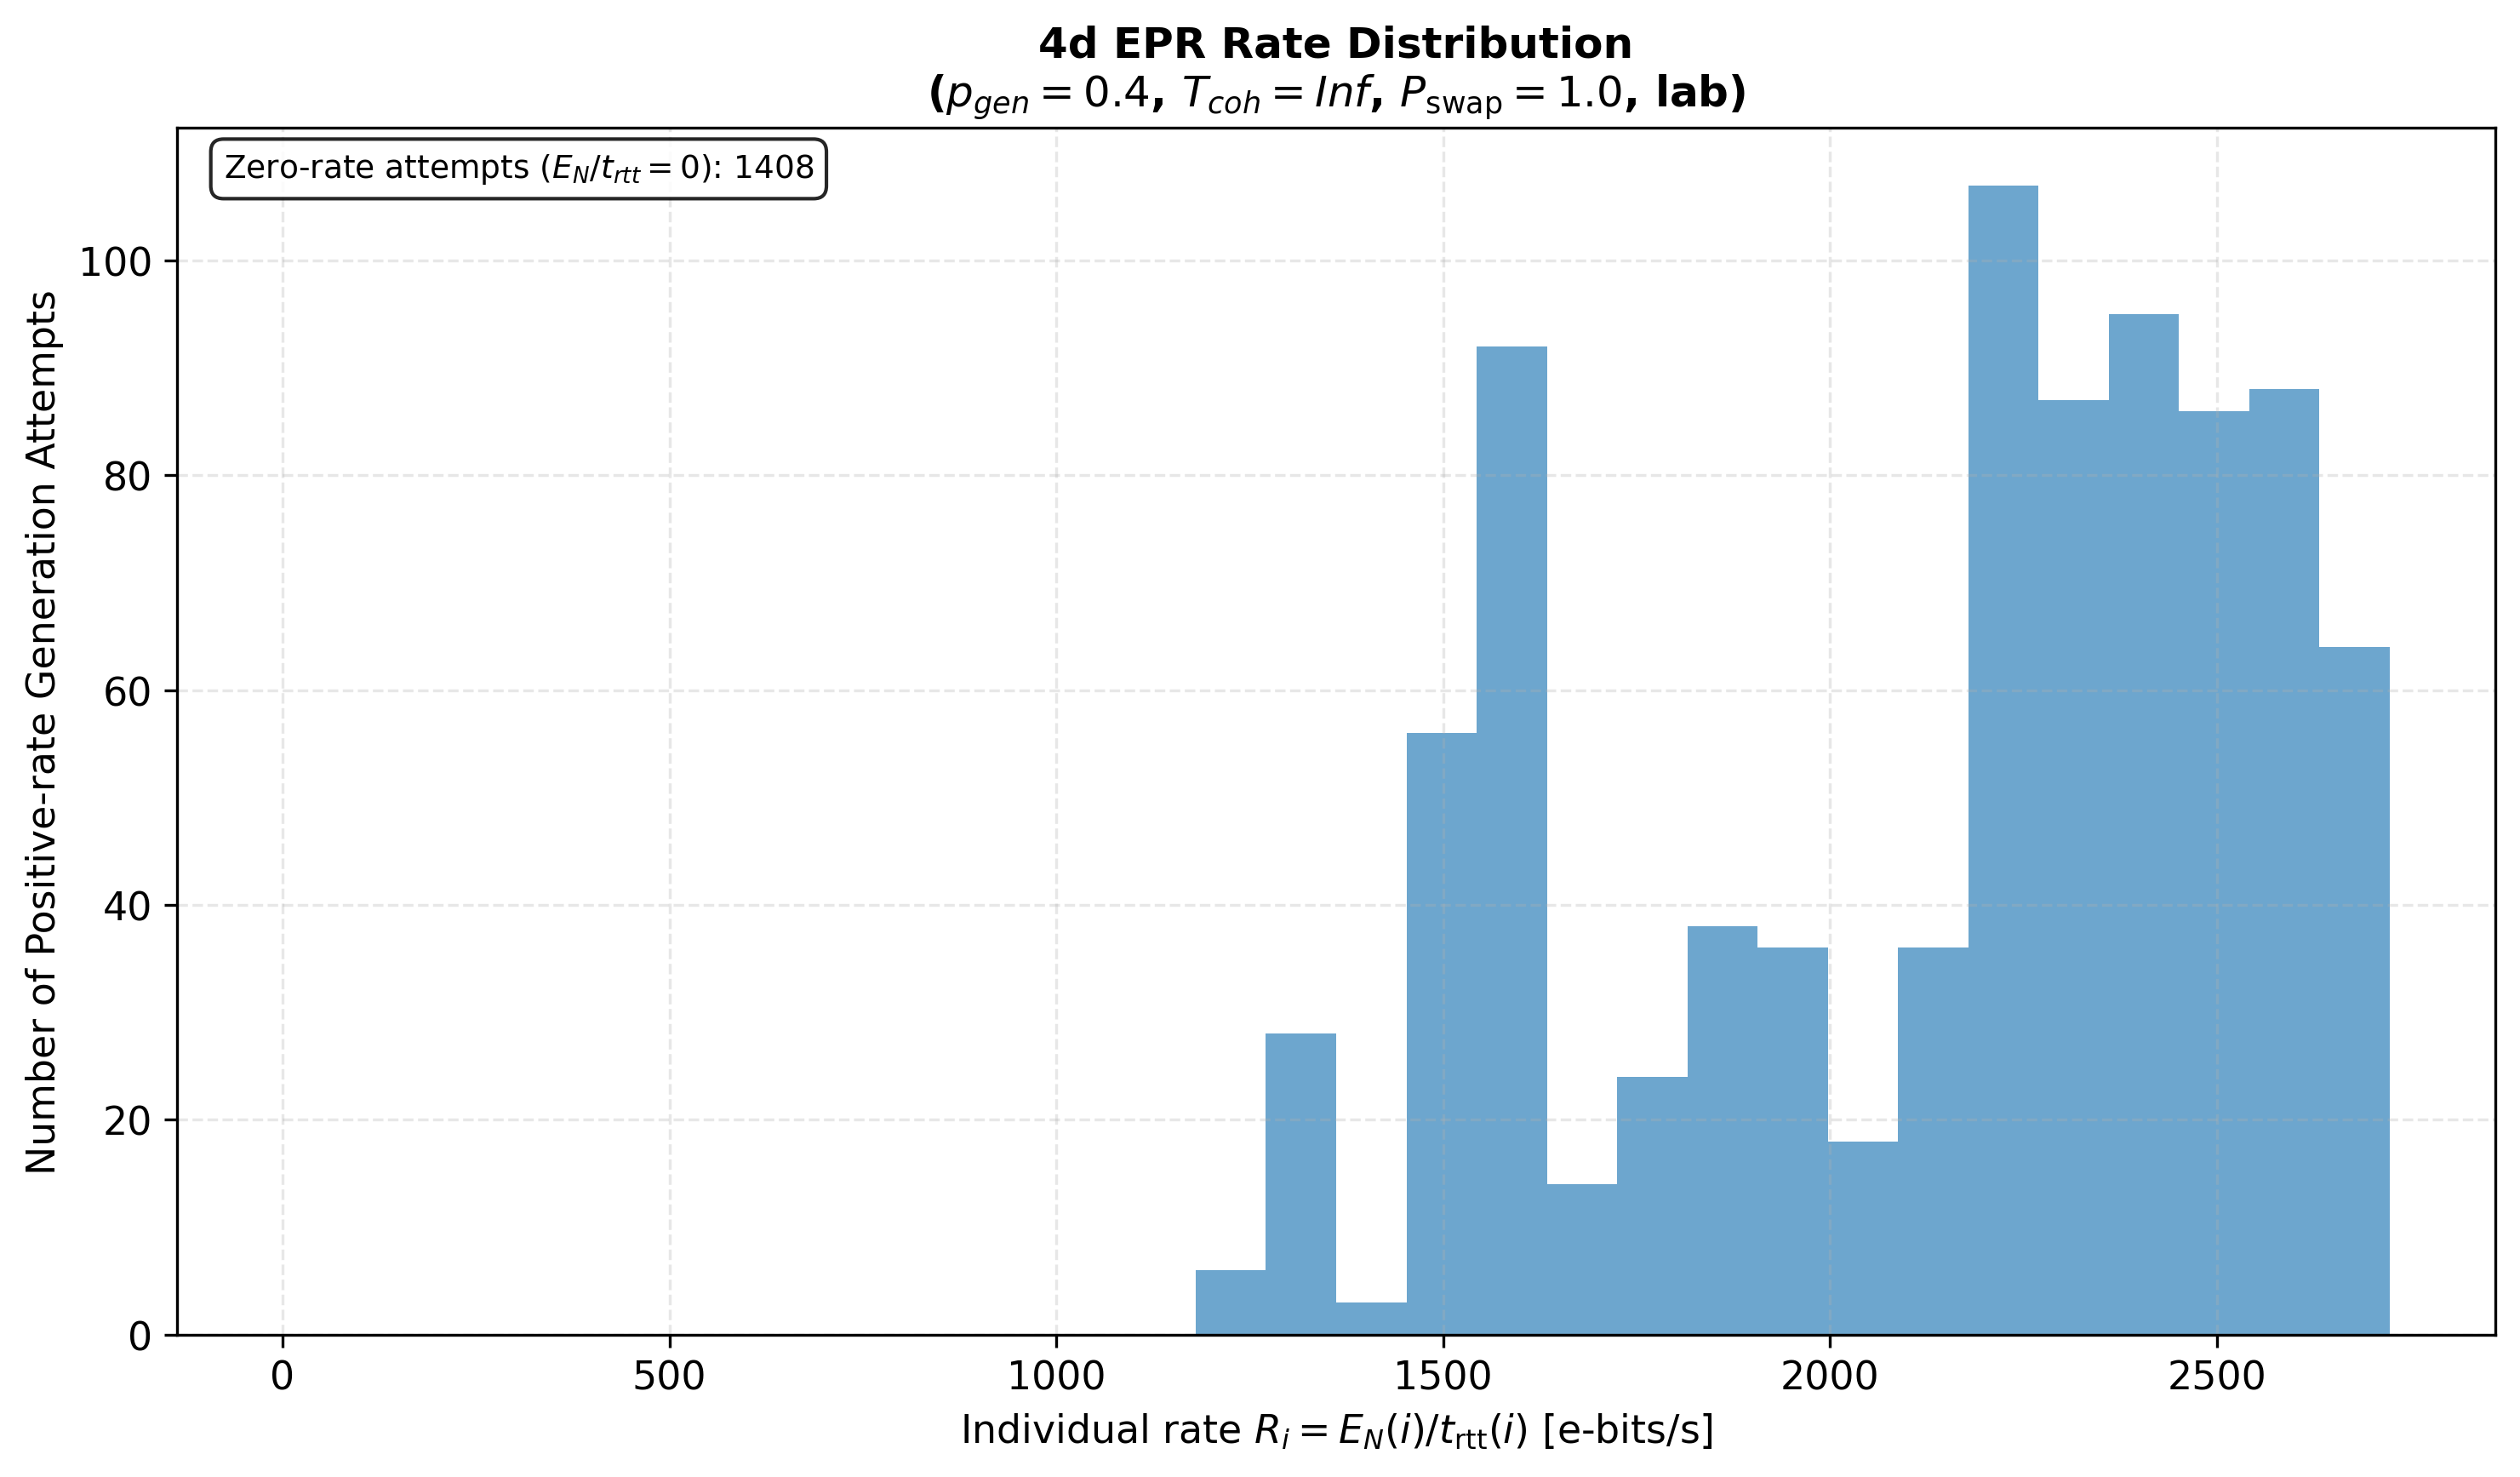 4d EPR Rate Distribution
(p_gen = 0.4, T_coh = Inf, P_swap = 1.0, lab)
Zero-rate attempts (E_N/t_rtt = 0): 1408
Number of Positive-rate Generation Attempts
100
80
60
40
20
0
0 500 1000 1500 2000 2500
Individual rate R_i = E_N(i)/t_rtt(i) [e-bits/s]